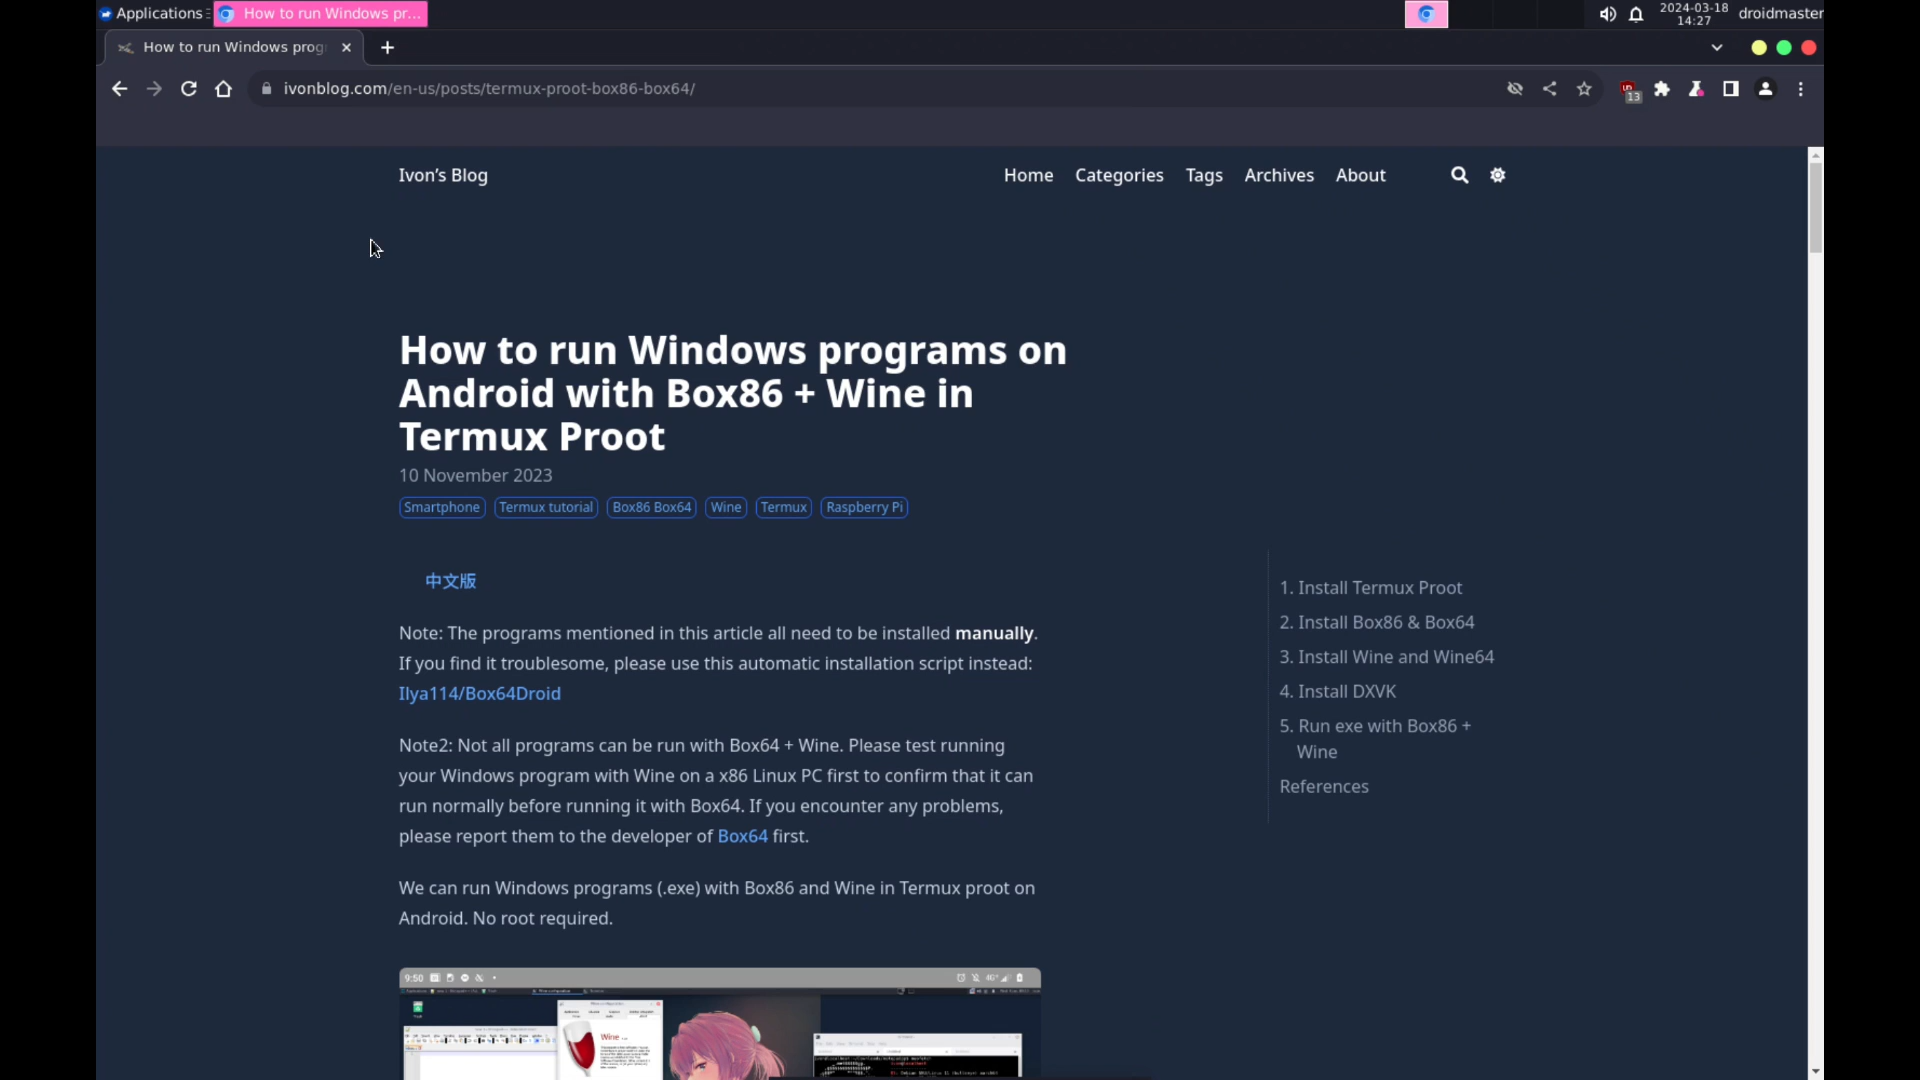 Applications
How to run Windows pr...
2024-03-18
14:27
droidmaster
How to run Windows prog
ivonblog.com/en-us/posts/termux-proot-box86-box64/
13
Ivon's Blog
Home
Categories
Tags
Archives
About
How to run Windows programs on
Android with Box86 + Wine in
Termux Proot
10 November 2023
Smartphone
Termux tutorial
Box86 Box64
Wine
Termux
Raspberry Pi
中文版
Note: The programs mentioned in this article all need to be installed manually.
If you find it troublesome, please use this automatic installation script instead:
Ilya114/Box64Droid
Note2: Not all programs can be run with Box64 + Wine. Please test running
your Windows program with Wine on a x86 Linux PC first to confirm that it can
run normally before running it with Box64. If you encounter any problems,
please report them to the developer of Box64 first.
We can run Windows programs (.exe) with Box86 and Wine in Termux proot on
Android. No root required.
1. Install Termux Proot
2. Install Box86 & Box64
3. Install Wine and Wine64
4. Install DXVK
5. Run exe with Box86 +
Wine
References
9:50
Wine